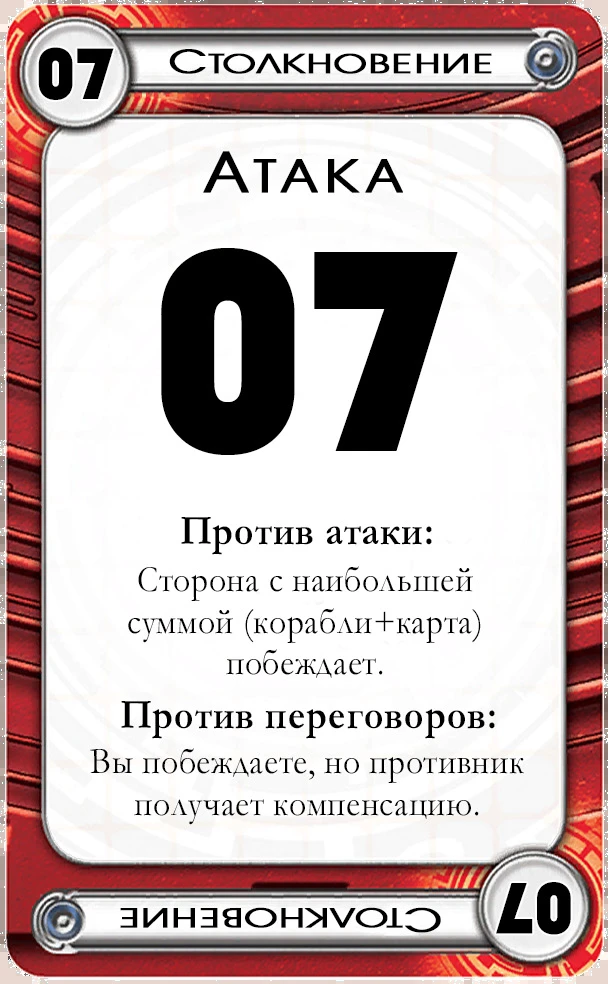 07 Столкновение
Атака
07
Против атаки:
Сторона с наибольшей
суммой (корабли+карта)
побеждает.
Против переговоров:
Вы побеждаете, но противник
получает компенсацию.
Столкновение 07